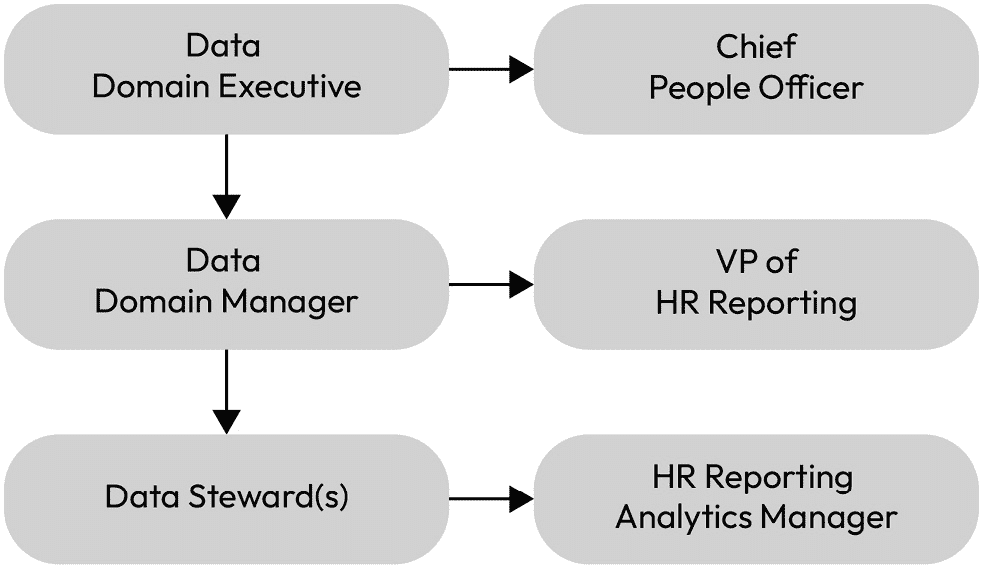 Data
Domain Executive
Chief
People Officer
Data
Domain Manager
VP of
HR Reporting
Data Steward(s)
HR Reporting
Analytics Manager